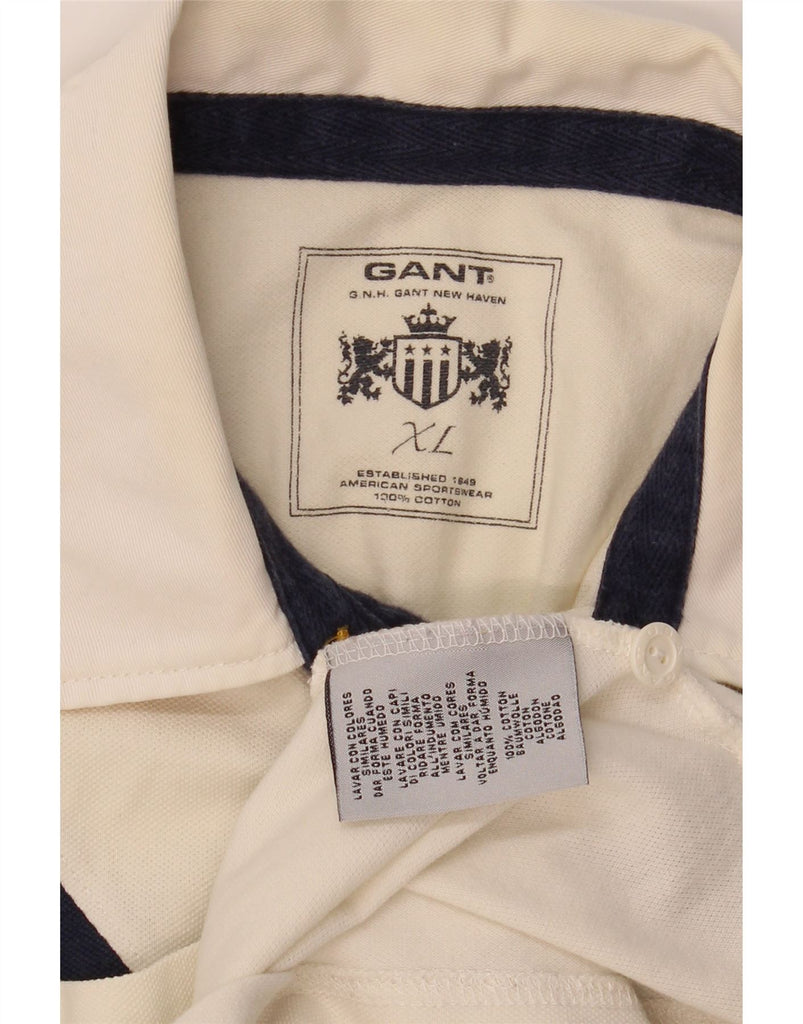 GANT®
G.N.H. GANT NEW HAVEN
XL
ESTABLISHED 1949
AMERICAN SPORTSWEAR
100% COTTON
LAVAR CON COLORES
SIMILARES
DAR FORMA CUANDO
ESTE HUMEDO
LAVARE CON CAPI
DI COLORI SIMILI
RIDARE FORMA
ALL'INDUMENTO
MENTRE UMIDO
LAVAR COM CORES
SIMILARES
VOLTAR A DAR FORMA
ENQUANTO HÚMIDO
100% COTTON
BAUMWOLLE
COTON
ALGODON
COTONE
ALGODAO